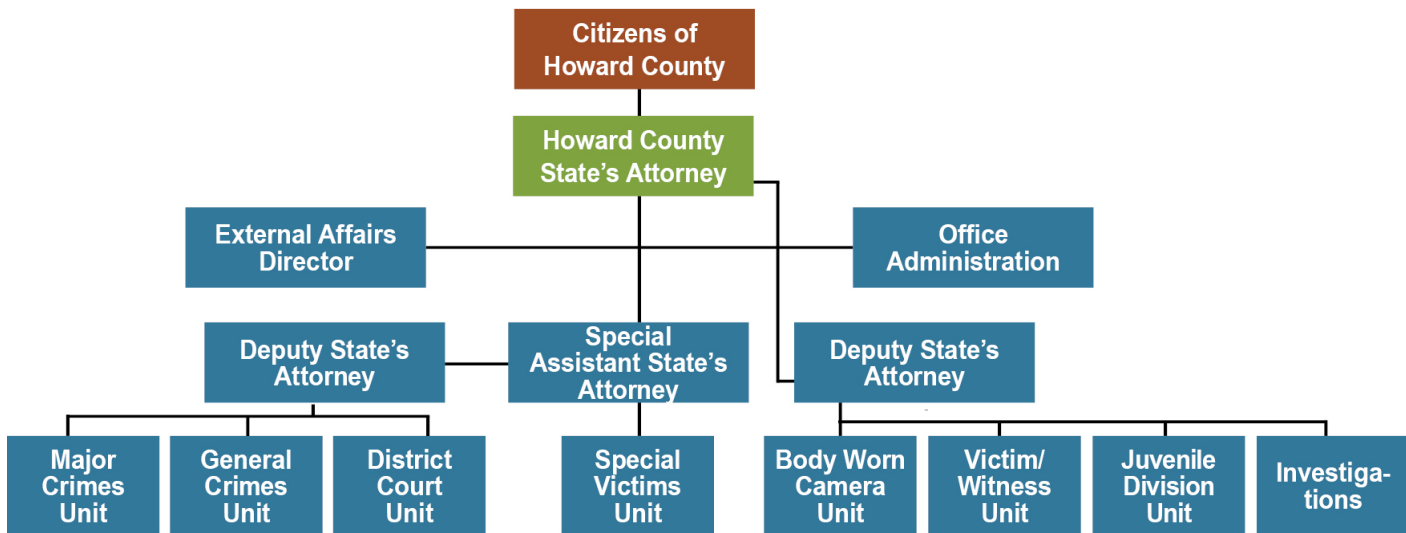 Citizens of
Howard County
Howard County
State’s Attorney
External Affairs
Director
Office
Administration
Deputy State’s
Attorney
Special
Assistant State’s
Attorney
Deputy State’s
Attorney
Major
Crimes
Unit
General
Crimes
Unit
District
Court
Unit
Special
Victims
Unit
Body Worn
Camera
Unit
Victim/
Witness
Unit
Juvenile
Division
Unit
Investiga-
tions